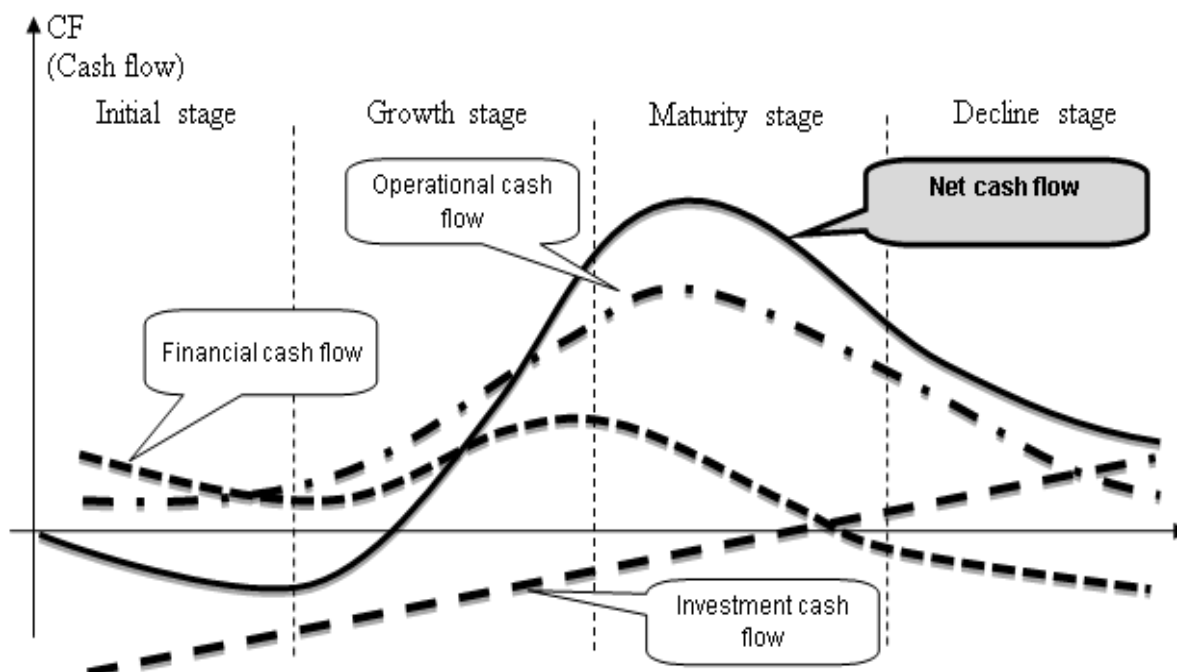 CF
(Cash flow)
Initial stage
Growth stage
Maturity stage
Decline stage
Operational cash
flow
Net cash flow
Financial cash flow
Investment cash
flow